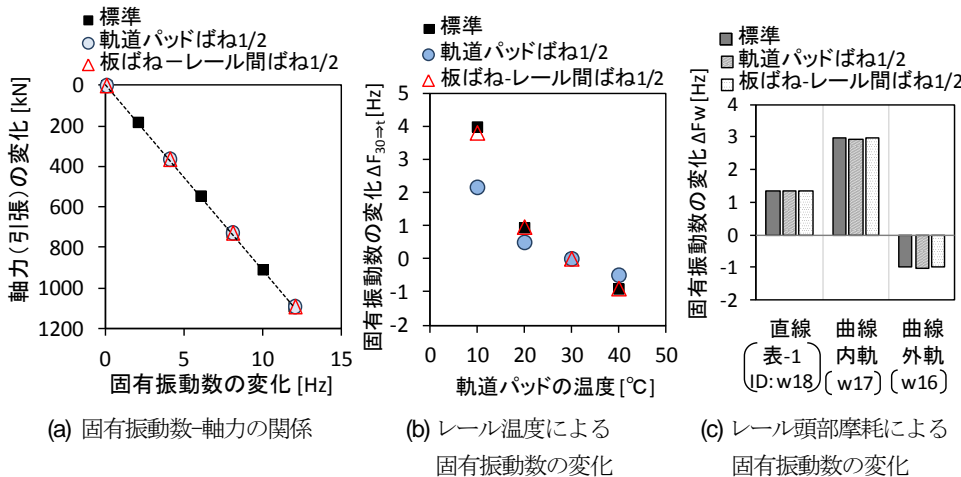 ■ 標準
○ 軌道パッドばね1/2
△ 板ばねーレール間ばね1/2
軸力(引張)の変化 [kN]
0
200
400
600
800
1000
1200
0 5 10 15
固有振動数の変化 [Hz]
(a) 固有振動数-軸力の関係
■ 標準
○ 軌道パッドばね1/2
△ 板ばね-レール間ばね1/2
固有振動数の変化 ΔF30⇒t [Hz]
5
4
3
2
1
0
-1
-2
0 10 20 30 40 50
軌道パッドの温度 [℃]
(b) レール温度による
固有振動数の変化
■ 標準
軌道パッドばね1/2
板ばね-レール間ばね1/2
固有振動数の変化 ΔFw [Hz]
4
3
2
1
0
-1
-2
直線
(表-1
ID: w18)
曲線
内軌
(w17)
曲線
外軌
(w16)
(c) レール頭部摩耗による
固有振動数の変化